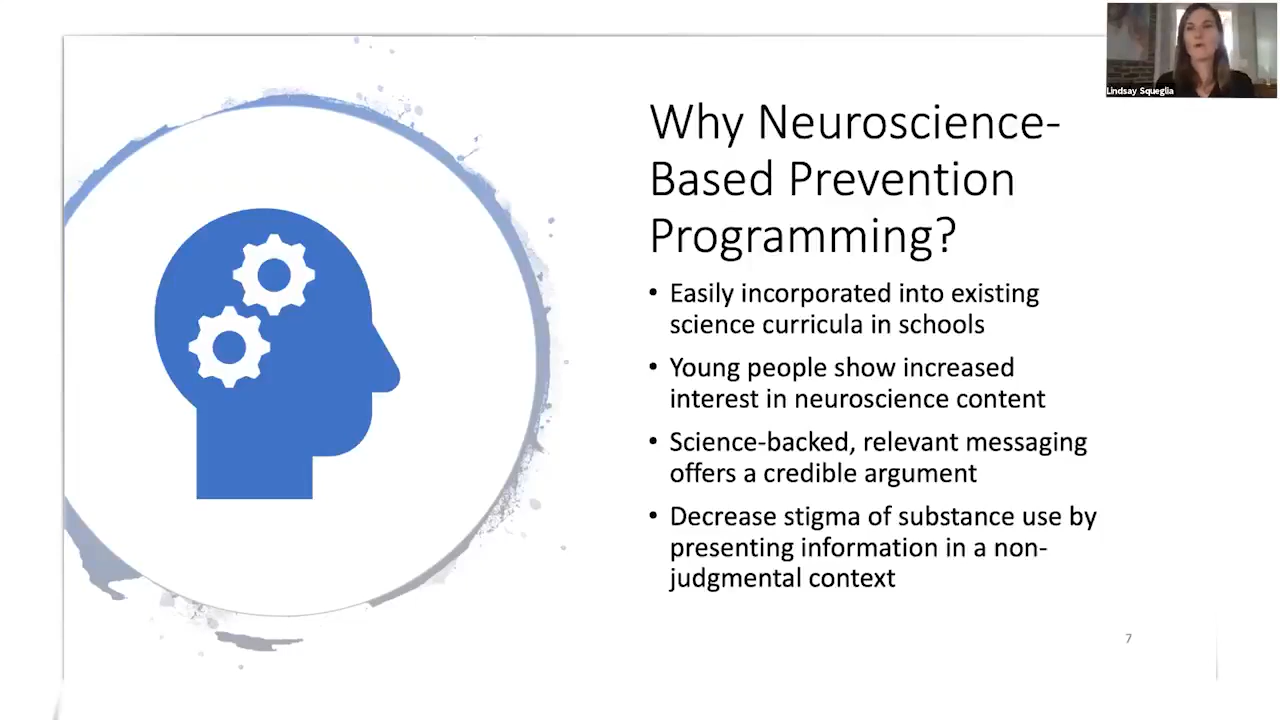 Lindsay Squeglia
Why Neuroscience-
Based Prevention
Programming?
• Easily incorporated into existing
science curricula in schools
• Young people show increased
interest in neuroscience content
• Science-backed, relevant messaging
offers a credible argument
• Decrease stigma of substance use by
presenting information in a non-
judgmental context
7